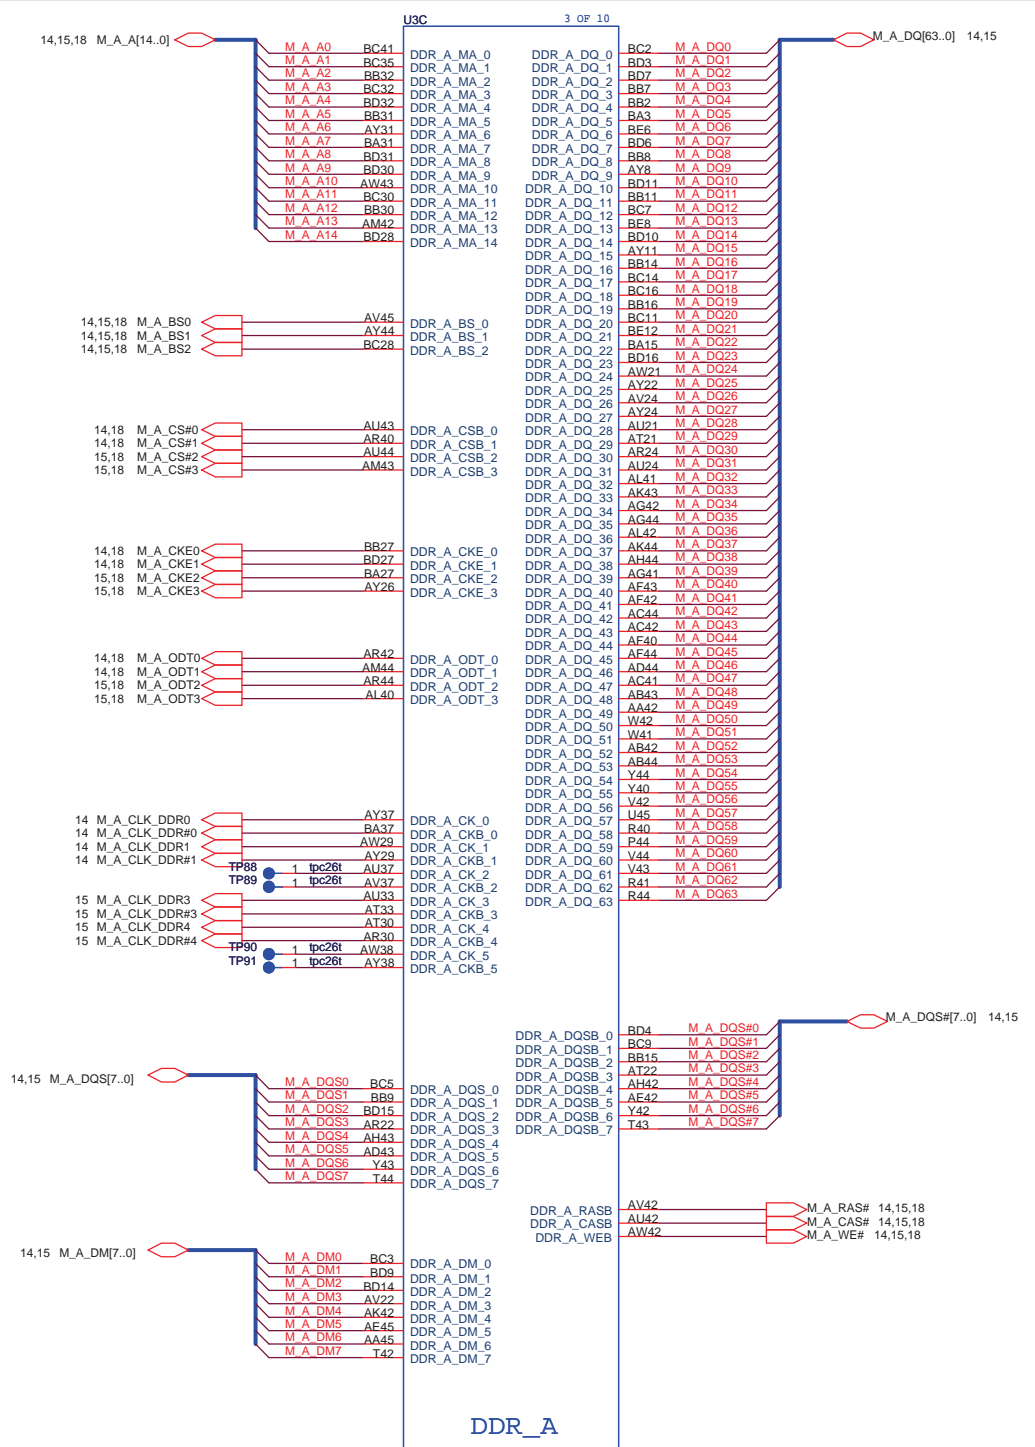 U3C 3 OF 10
14,15,18 M_A_A[14..0]
M_A_A0 BC41 DDR_A_MA_0
M_A_A1 BC35 DDR_A_MA_1
M_A_A2 BB32 DDR_A_MA_2
M_A_A3 BC32 DDR_A_MA_3
M_A_A4 BD32 DDR_A_MA_4
M_A_A5 BB31 DDR_A_MA_5
M_A_A6 AY31 DDR_A_MA_6
M_A_A7 BA31 DDR_A_MA_7
M_A_A8 BD31 DDR_A_MA_8
M_A_A9 BD30 DDR_A_MA_9
M_A_A10 AW43 DDR_A_MA_10
M_A_A11 BC30 DDR_A_MA_11
M_A_A12 BB30 DDR_A_MA_12
M_A_A13 AM42 DDR_A_MA_13
M_A_A14 BD28 DDR_A_MA_14
14,15,18 M_A_BS0 AV45 DDR_A_BS_0
14,15,18 M_A_BS1 AY44 DDR_A_BS_1
14,15,18 M_A_BS2 BC28 DDR_A_BS_2
14,18 M_A_CS#0 AU43 DDR_A_CSB_0
14,18 M_A_CS#1 AR40 DDR_A_CSB_1
15,18 M_A_CS#2 AU44 DDR_A_CSB_2
15,18 M_A_CS#3 AM43 DDR_A_CSB_3
14,18 M_A_CKE0 BB27 DDR_A_CKE_0
14,18 M_A_CKE1 BD27 DDR_A_CKE_1
15,18 M_A_CKE2 BA27 DDR_A_CKE_2
15,18 M_A_CKE3 AY26 DDR_A_CKE_3
14,18 M_A_ODT0 AR42 DDR_A_ODT_0
14,18 M_A_ODT1 AM44 DDR_A_ODT_1
15,18 M_A_ODT2 AR44 DDR_A_ODT_2
15,18 M_A_ODT3 AL40 DDR_A_ODT_3
14 M_A_CLK_DDR0 AY37 DDR_A_CK_0
14 M_A_CLK_DDR#0 BA37 DDR_A_CKB_0
14 M_A_CLK_DDR1 AW29 DDR_A_CK_1
14 M_A_CLK_DDR#1 AY29 DDR_A_CKB_1
TP88 1 tpc26t AU37 DDR_A_CK_2
TP89 1 tpc26t AV37 DDR_A_CKB_2
15 M_A_CLK_DDR3 AU33 DDR_A_CK_3
15 M_A_CLK_DDR#3 AT33 DDR_A_CKB_3
15 M_A_CLK_DDR4 AT30 DDR_A_CK_4
15 M_A_CLK_DDR#4 AR30 DDR_A_CKB_4
TP90 1 tpc26t AW38 DDR_A_CK_5
TP91 1 tpc26t AY38 DDR_A_CKB_5
14,15 M_A_DQS[7..0]
M_A_DQS0 BC5 DDR_A_DQS_0
M_A_DQS1 BB9 DDR_A_DQS_1
M_A_DQS2 BD15 DDR_A_DQS_2
M_A_DQS3 AR22 DDR_A_DQS_3
M_A_DQS4 AH43 DDR_A_DQS_4
M_A_DQS5 AD43 DDR_A_DQS_5
M_A_DQS6 Y43 DDR_A_DQS_6
M_A_DQS7 T44 DDR_A_DQS_7
14,15 M_A_DM[7..0]
M_A_DM0 BC3 DDR_A_DM_0
M_A_DM1 BD9 DDR_A_DM_1
M_A_DM2 BD14 DDR_A_DM_2
M_A_DM3 AV22 DDR_A_DM_3
M_A_DM4 AK42 DDR_A_DM_4
M_A_DM5 AE45 DDR_A_DM_5
M_A_DM6 AA45 DDR_A_DM_6
M_A_DM7 T42 DDR_A_DM_7
M_A_DQ[63..0] 14,15
DDR_A_DQ_0 BC2 M_A_DQ0
DDR_A_DQ_1 BD3 M_A_DQ1
DDR_A_DQ_2 BD7 M_A_DQ2
DDR_A_DQ_3 BB7 M_A_DQ3
DDR_A_DQ_4 BB2 M_A_DQ4
DDR_A_DQ_5 BA3 M_A_DQ5
DDR_A_DQ_6 BE6 M_A_DQ6
DDR_A_DQ_7 BD6 M_A_DQ7
DDR_A_DQ_8 BB8 M_A_DQ8
DDR_A_DQ_9 AY8 M_A_DQ9
DDR_A_DQ_10 BD11 M_A_DQ10
DDR_A_DQ_11 BB11 M_A_DQ11
DDR_A_DQ_12 BC7 M_A_DQ12
DDR_A_DQ_13 BE8 M_A_DQ13
DDR_A_DQ_14 BD10 M_A_DQ14
DDR_A_DQ_15 AY11 M_A_DQ15
DDR_A_DQ_16 BB14 M_A_DQ16
DDR_A_DQ_17 BC14 M_A_DQ17
DDR_A_DQ_18 BC16 M_A_DQ18
DDR_A_DQ_19 BB16 M_A_DQ19
DDR_A_DQ_20 BC11 M_A_DQ20
DDR_A_DQ_21 BE12 M_A_DQ21
DDR_A_DQ_22 BA15 M_A_DQ22
DDR_A_DQ_23 BD16 M_A_DQ23
DDR_A_DQ_24 AW21 M_A_DQ24
DDR_A_DQ_25 AY22 M_A_DQ25
DDR_A_DQ_26 AV24 M_A_DQ26
DDR_A_DQ_27 AY24 M_A_DQ27
DDR_A_DQ_28 AU21 M_A_DQ28
DDR_A_DQ_29 AT21 M_A_DQ29
DDR_A_DQ_30 AR24 M_A_DQ30
DDR_A_DQ_31 AU24 M_A_DQ31
DDR_A_DQ_32 AL41 M_A_DQ32
DDR_A_DQ_33 AK43 M_A_DQ33
DDR_A_DQ_34 AG42 M_A_DQ34
DDR_A_DQ_35 AG44 M_A_DQ35
DDR_A_DQ_36 AL42 M_A_DQ36
DDR_A_DQ_37 AK44 M_A_DQ37
DDR_A_DQ_38 AH44 M_A_DQ38
DDR_A_DQ_39 AG41 M_A_DQ39
DDR_A_DQ_40 AF43 M_A_DQ40
DDR_A_DQ_41 AF42 M_A_DQ41
DDR_A_DQ_42 AC44 M_A_DQ42
DDR_A_DQ_43 AC42 M_A_DQ43
DDR_A_DQ_44 AF40 M_A_DQ44
DDR_A_DQ_45 AF44 M_A_DQ45
DDR_A_DQ_46 AD44 M_A_DQ46
DDR_A_DQ_47 AC41 M_A_DQ47
DDR_A_DQ_48 AB43 M_A_DQ48
DDR_A_DQ_49 AA42 M_A_DQ49
DDR_A_DQ_50 W42 M_A_DQ50
DDR_A_DQ_51 W41 M_A_DQ51
DDR_A_DQ_52 AB42 M_A_DQ52
DDR_A_DQ_53 AB44 M_A_DQ53
DDR_A_DQ_54 Y44 M_A_DQ54
DDR_A_DQ_55 Y40 M_A_DQ55
DDR_A_DQ_56 V42 M_A_DQ56
DDR_A_DQ_57 U45 M_A_DQ57
DDR_A_DQ_58 R40 M_A_DQ58
DDR_A_DQ_59 P44 M_A_DQ59
DDR_A_DQ_60 V44 M_A_DQ60
DDR_A_DQ_61 V43 M_A_DQ61
DDR_A_DQ_62 R41 M_A_DQ62
DDR_A_DQ_63 R44 M_A_DQ63
M_A_DQS#[7..0] 14,15
DDR_A_DQSB_0 BD4 M_A_DQS#0
DDR_A_DQSB_1 BC9 M_A_DQS#1
DDR_A_DQSB_2 BB15 M_A_DQS#2
DDR_A_DQSB_3 AT22 M_A_DQS#3
DDR_A_DQSB_4 AH42 M_A_DQS#4
DDR_A_DQSB_5 AE42 M_A_DQS#5
DDR_A_DQSB_6 Y42 M_A_DQS#6
DDR_A_DQSB_7 T43 M_A_DQS#7
DDR_A_RASB AV42 M_A_RAS# 14,15,18
DDR_A_CASB AU42 M_A_CAS# 14,15,18
DDR_A_WEB AW42 M_A_WE# 14,15,18
DDR_A